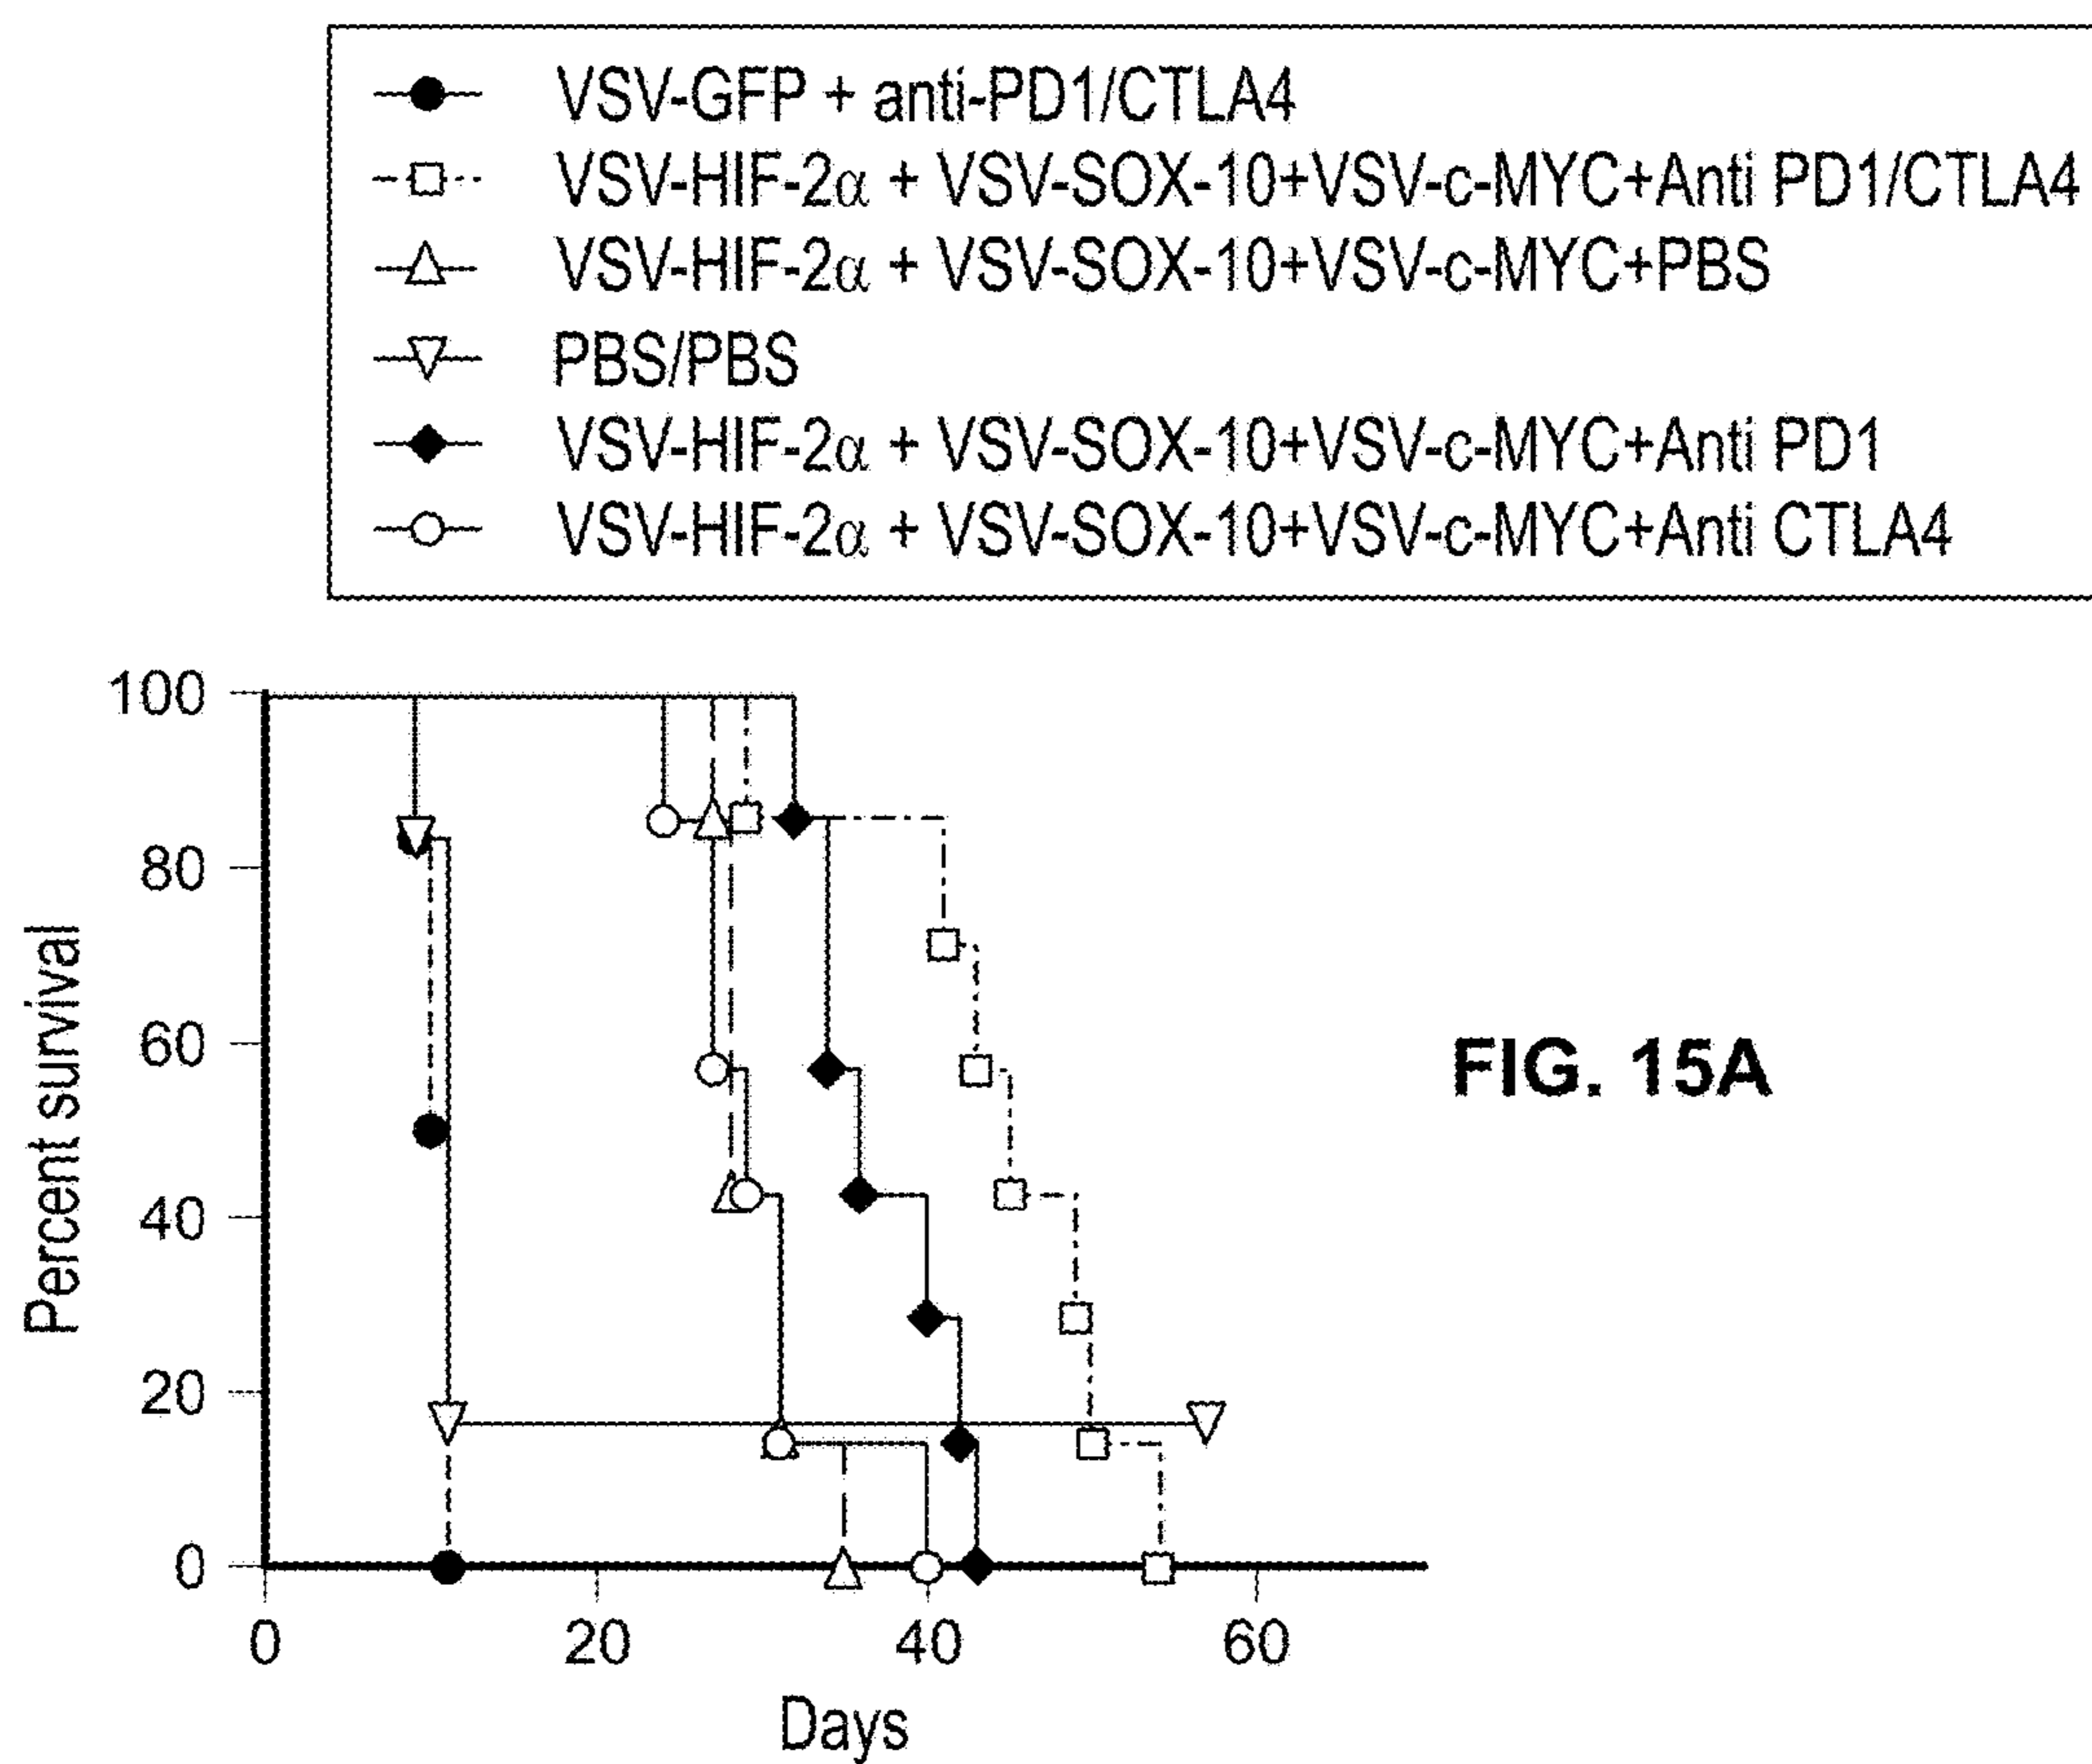 VSV-GFP + anti-PD1/CTLA4
VSV-HIF-2α + VSV-SOX-10+VSV-c-MYC+Anti PD1/CTLA4
VSV-HIF-2α + VSV-SOX-10+VSV-c-MYC+PBS
PBS/PBS
VSV-HIF-2α + VSV-SOX-10+VSV-c-MYC+Anti PD1
VSV-HIF-2α + VSV-SOX-10+VSV-c-MYC+Anti CTLA4
Percent survival
100
80
60
40
20
0
0 20 40 60
Days
FIG. 15A